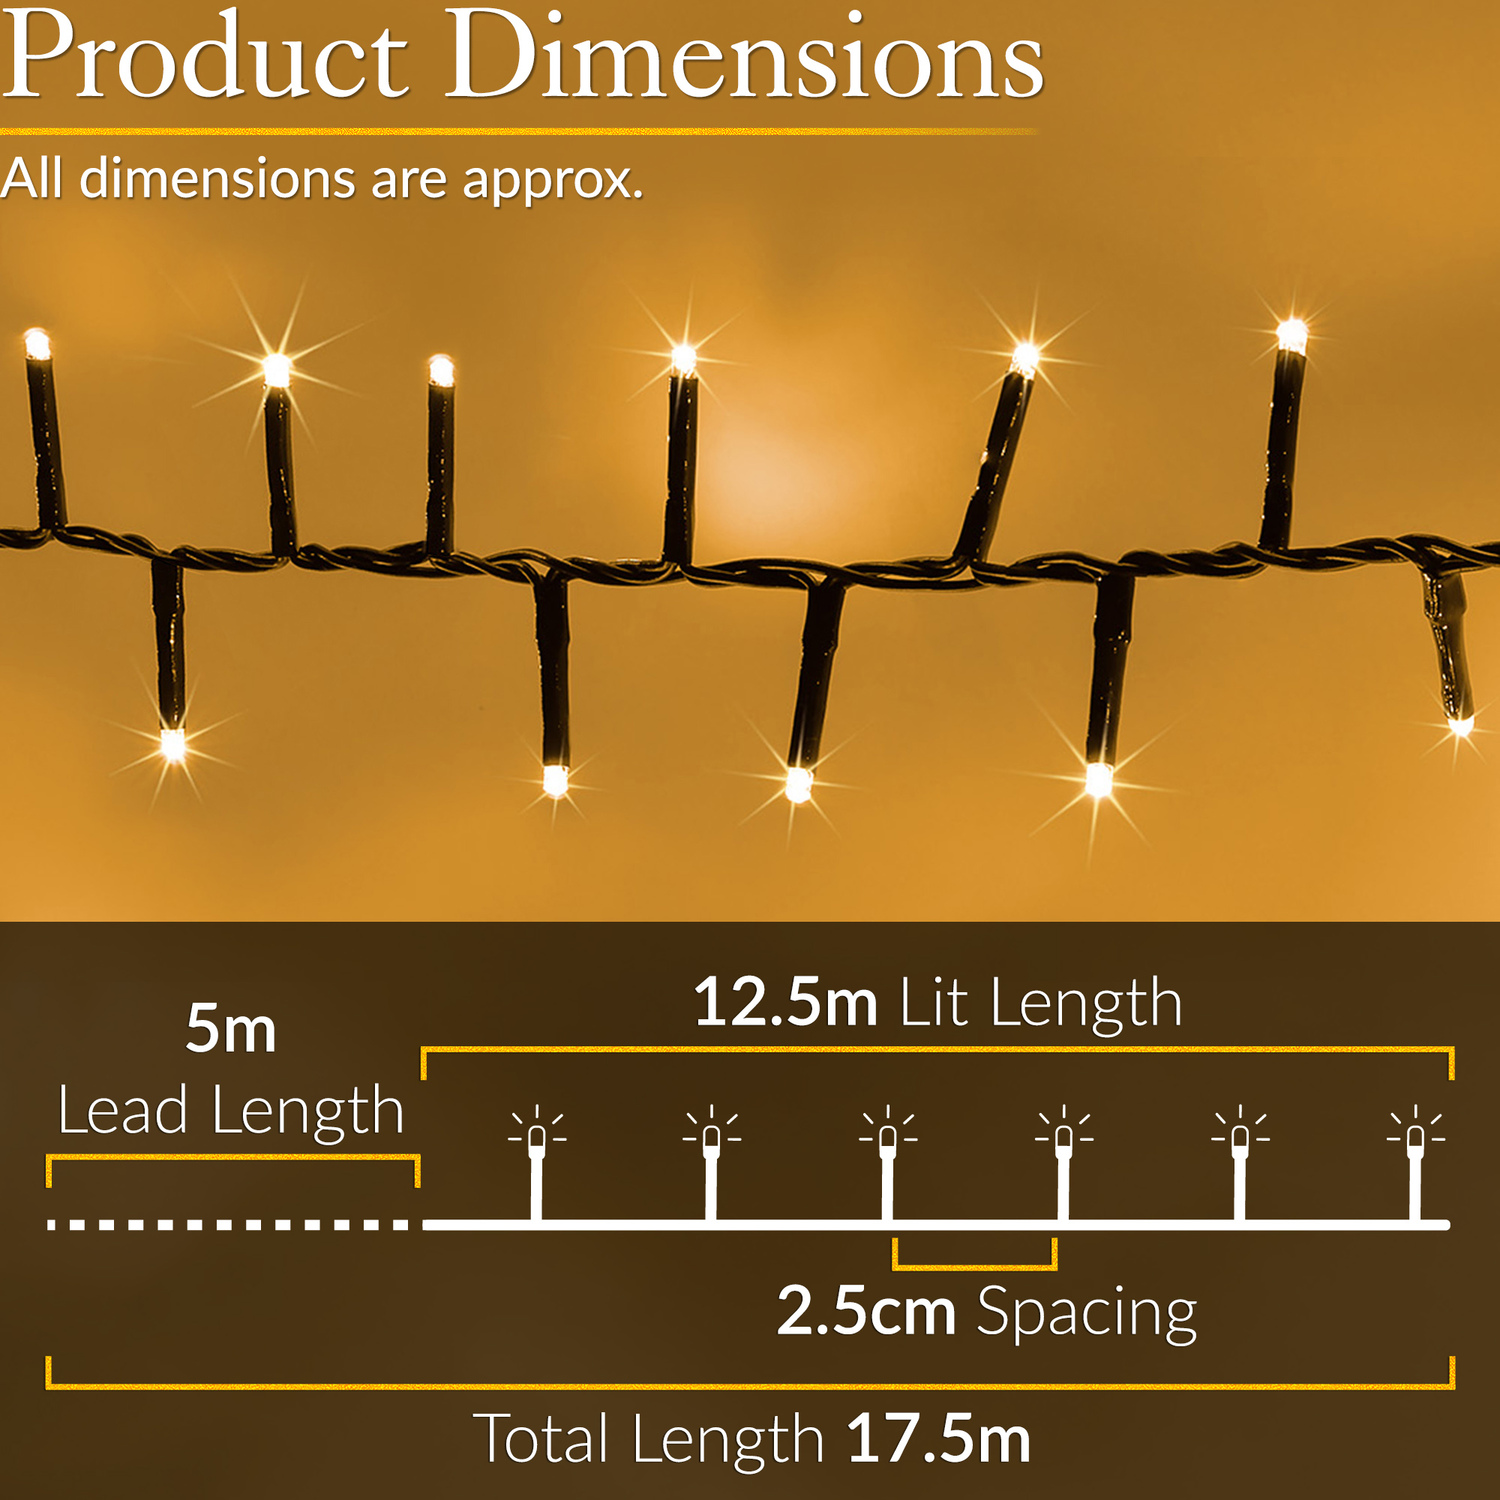 Product Dimensions
All dimensions are approx.
12.5m Lit Length
5m
Lead Length
2.5cm Spacing
Total Length 17.5m